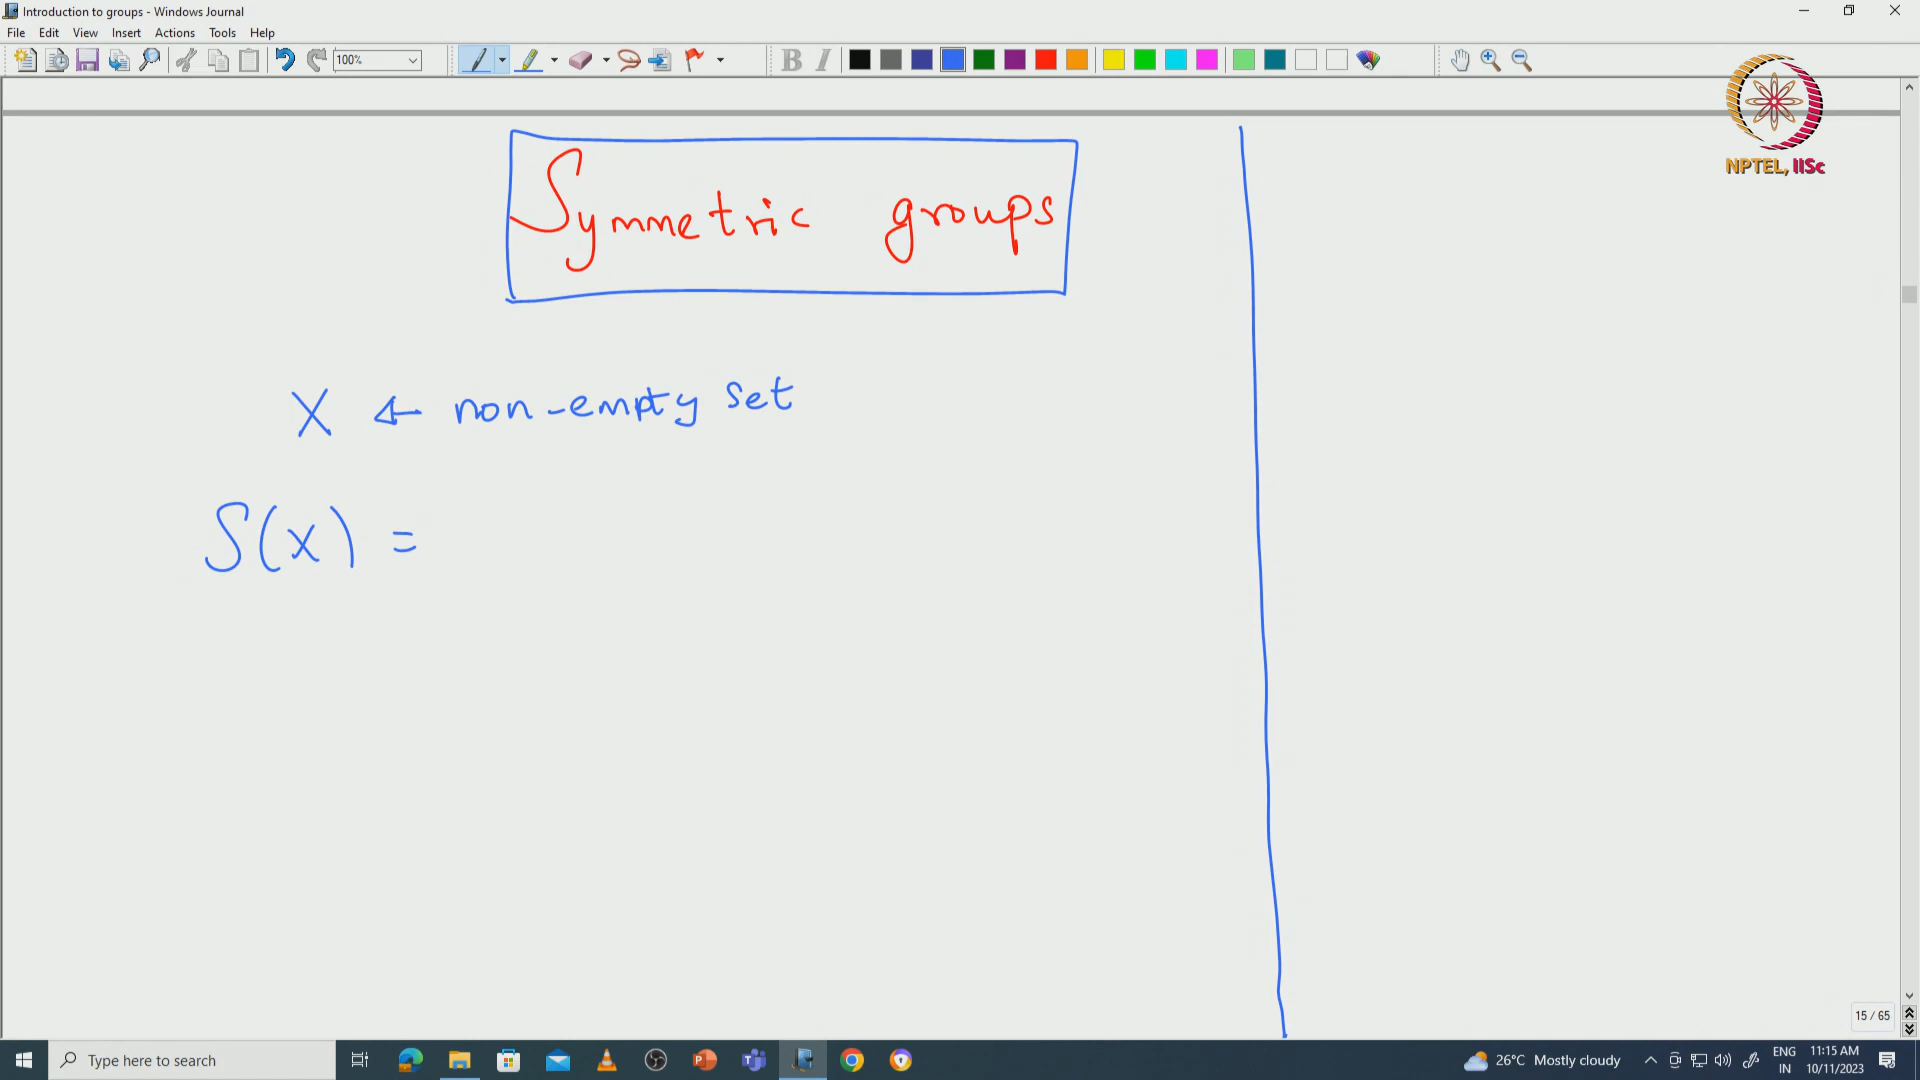 Introduction to groups - Windows Journal
File Edit View Insert Actions Tools Help
100%
B I
NPTEL, IISc
Symmetric groups
X ← non-empty set
S(X) =
15 / 65
Type here to search
26°C Mostly cloudy
ENG
IN
11:15 AM
10/11/2023